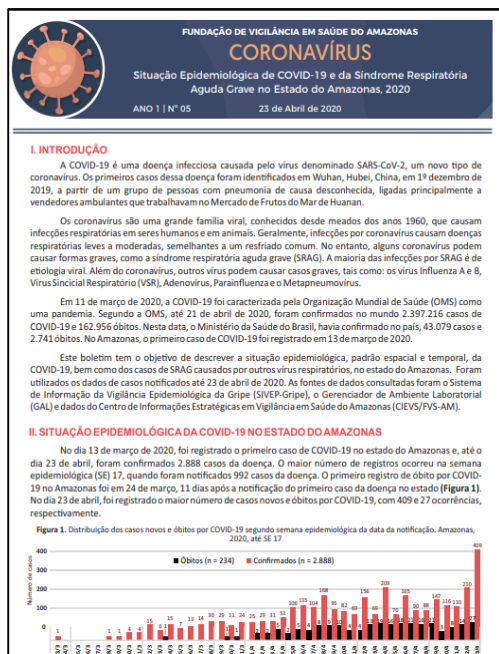 FUNDAÇÃO DE VIGILÂNCIA EM SAÚDE DO AMAZONAS
CORONAVÍRUS
Situação Epidemiológica de COVID-19 e da Síndrome Respiratória
Aguda Grave no Estado do Amazonas, 2020
ANO 1 | Nº 05 23 de Abril de 2020
I. INTRODUÇÃO
A COVID-19 é uma doença infecciosa causada pelo vírus denominado SARS-CoV-2, um novo tipo de
coronavírus. Os primeiros casos dessa doença foram identificados em Wuhan, Hubei, China, em 1º dezembro de
2019, a partir de um grupo de pessoas com pneumonia de causa desconhecida, ligadas principalmente a
vendedores ambulantes que trabalhavam no Mercado de Frutos do Mar de Huanan.
Os coronavírus são uma grande família viral, conhecidos desde meados dos anos 1960, que causam
infecções respiratórias em seres humanos e em animais. Geralmente, infecções por coronavírus causam doenças
respiratórias leves a moderadas, semelhantes a um resfriado comum. No entanto, alguns coronavírus podem
causar formas graves, como a síndrome respiratória aguda grave (SRAG). A maioria das infecções por SRAG é de
etiologia viral. Além do coronavírus, outros vírus podem causar casos graves, tais como: os vírus Influenza A e B,
Vírus Sincicial Respiratório (VSR), Adenovírus, Parainfluenza e o Metapneumovírus.
Em 11 de março de 2020, a COVID-19 foi caracterizada pela Organização Mundial de Saúde (OMS) como
uma pandemia. Segundo a OMS, até 21 de abril de 2020, foram confirmados no mundo 2.397.216 casos de
COVID-19 e 162.956 óbitos. Nesta data, o Ministério da Saúde do Brasil, havia confirmado no país, 43.079 casos e
2.741 óbitos. No Amazonas, o primeiro caso de COVID-19 foi registrado em 13 de março de 2020.
Este boletim tem o objetivo de descrever a situação epidemiológica, padrão espacial e temporal, da
COVID-19, bem como dos casos de SRAG causados por outros vírus respiratórios, no estado do Amazonas. Foram
utilizados os dados de casos notificados até 23 de abril de 2020. As fontes de dados consultadas foram o Sistema
de Informação da Vigilância Epidemiológica da Gripe (SIVEP-Gripe), o Gerenciador de Ambiente Laboratorial
(GAL) e dados do Centro de Informações Estratégicas em Vigilância em Saúde do Amazonas (CIEVS/FVS-AM).
II. SITUAÇÃO EPIDEMIOLÓGICA DA COVID-19 NO ESTADO DO AMAZONAS
No dia 13 de março de 2020, foi registrado o primeiro caso de COVID-19 no estado do Amazonas e, até o
dia 23 de abril, foram confirmados 2.888 casos da doença. O maior número de registros ocorreu na semana
epidemiológica (SE) 17, quando foram notificados 992 casos da doença. O primeiro registro de óbito por COVID-
19 no Amazonas foi em 24 de março, 11 dias após a notificação do primeiro caso da doença no estado (Figura 1).
No dia 23 de abril, foi registrado o maior número de casos novos e óbitos por COVID-19, com 409 e 27 ocorrências,
respectivamente.
Figura 1. Distribuição dos casos novos e óbitos por COVID-19 segundo semana epidemiológica da data da notificação. Amazonas,
2020, até SE 17
Número de casos
400
300
200
100
0
Óbitos (n = 234) Confirmados (n = 2.888)
409